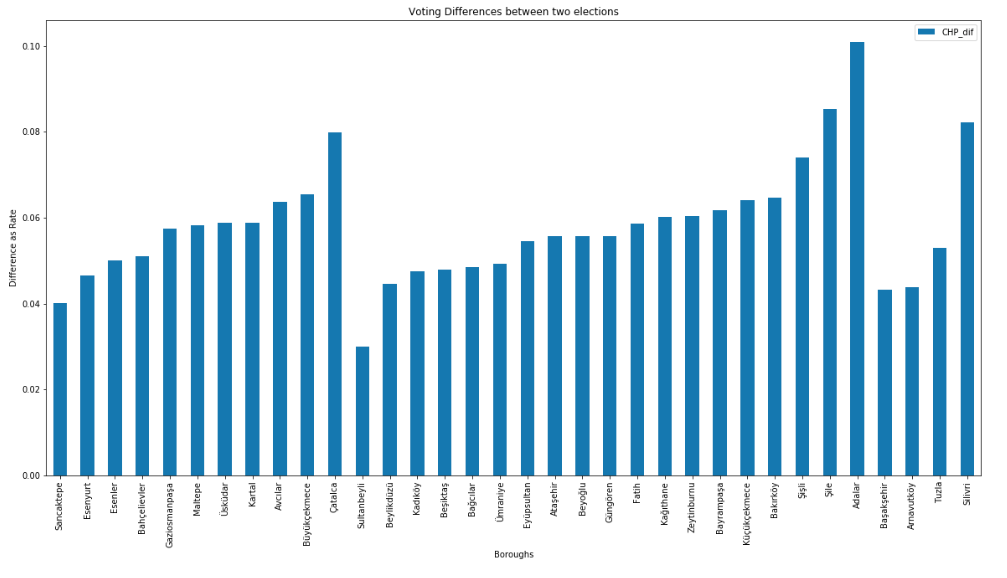 Voting Differences between two elections
CHP_dif
Difference as Rate
0.10
0.08
0.06
0.04
0.02
0.00
Sancaktepe
Esenyurt
Esenler
Bahçelievler
Gaziosmanpaşa
Maltepe
Üsküdar
Kartal
Avcılar
Büyükçekmece
Çatalca
Sultanbeyli
Beylikdüzü
Kadıköy
Beşiktaş
Bağcılar
Ümraniye
Eyüpsultan
Ataşehir
Beyoğlu
Güngören
Fatih
Kağıthane
Zeytinburnu
Bayrampaşa
Küçükçekmece
Bakırköy
Şişli
Şile
Adalar
Başakşehir
Arnavutköy
Tuzla
Silivri
Boroughs